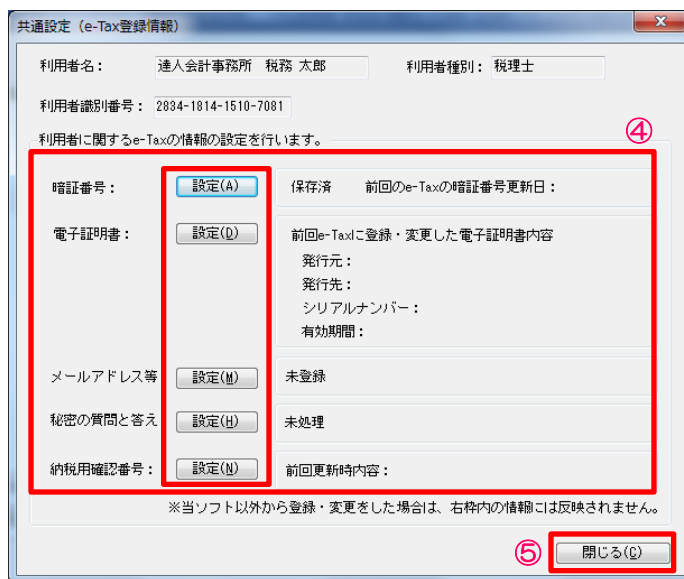 共通設定（e-Tax登録情報）
利用者名： 達人会計事務所　税務 太郎 利用者種別： 税理士
利用者識別番号： 2834-1814-1510-7081
利用者に関するe-Taxの情報の設定を行います。 ④
暗証番号： 設定(A) 保存済 前回のe-Taxの暗証番号更新日：
電子証明書： 設定(D) 前回e-Taxに登録・変更した電子証明書内容
発行元：
発行先：
シリアルナンバー：
有効期間：
メールアドレス等 設定(M) 未登録
秘密の質問と答え 設定(H) 未処理
納税用確認番号： 設定(N) 前回更新時内容：
※当ソフト以外から登録・変更をした場合は、右枠内の情報には反映されません。
⑤ 閉じる(C)